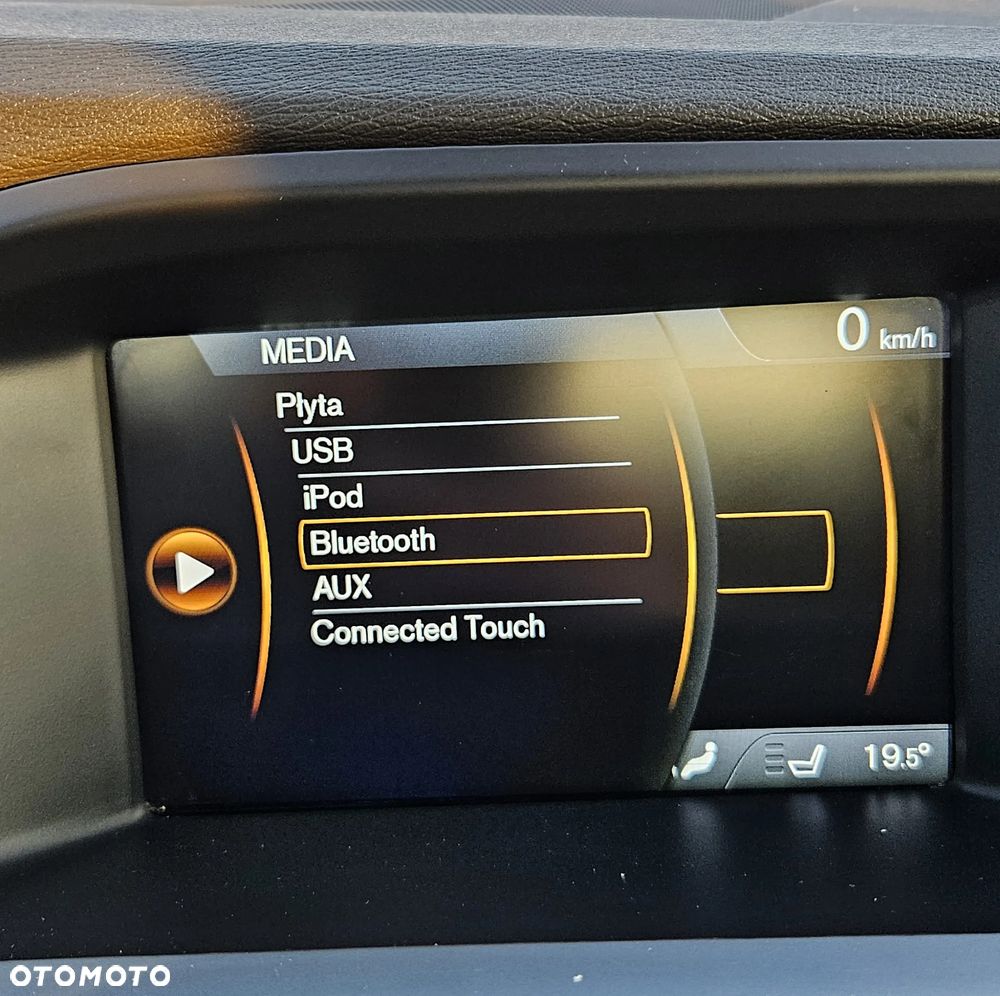 MEDIA
0 km/h
Płyta
USB
iPod
Bluetooth
AUX
Connected Touch
19.5°
OTOMOTO